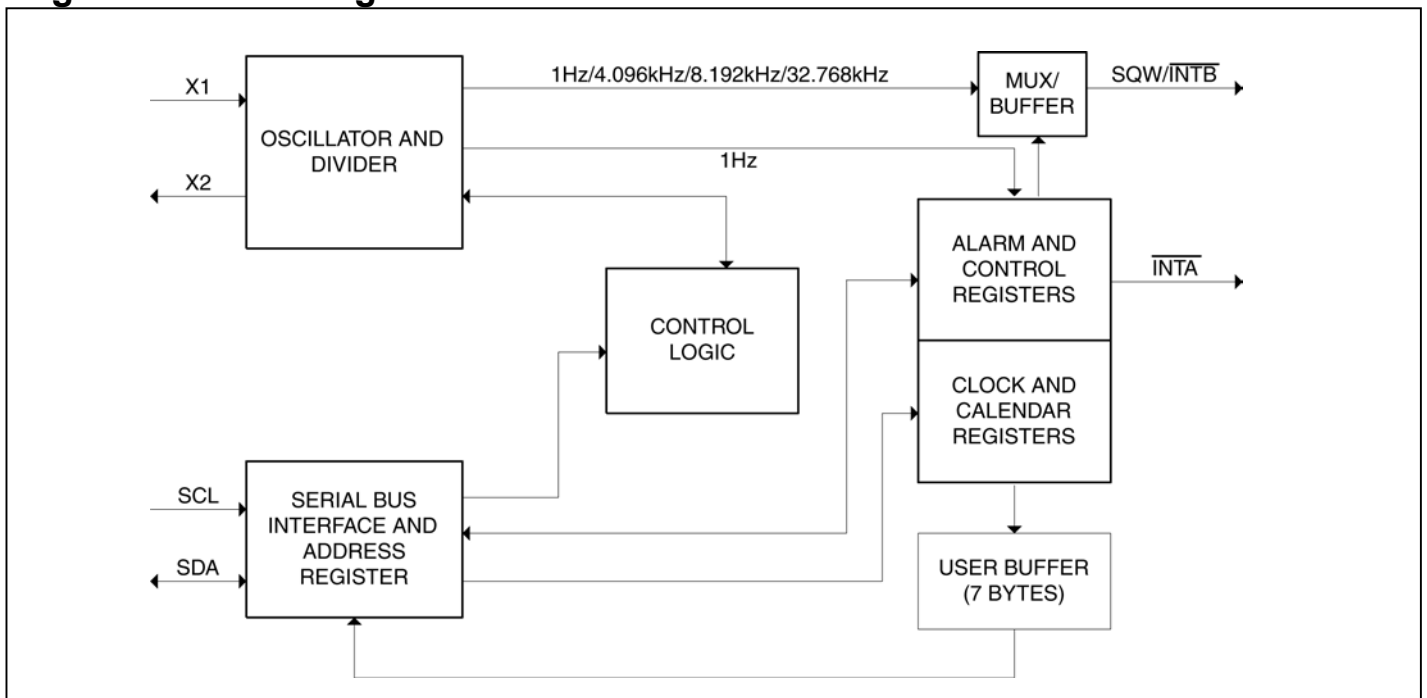 1Hz/4.096kHz/8.192kHz/32.768kHz
MUX/
BUFFER
SQW/INTB
X1
OSCILLATOR AND
DIVIDER
1Hz
X2
ALARM AND
CONTROL
REGISTERS
INTA
CONTROL
LOGIC
CLOCK AND
CALENDAR
REGISTERS
SCL
SERIAL BUS
INTERFACE AND
ADDRESS
REGISTER
SDA
USER BUFFER
(7 BYTES)